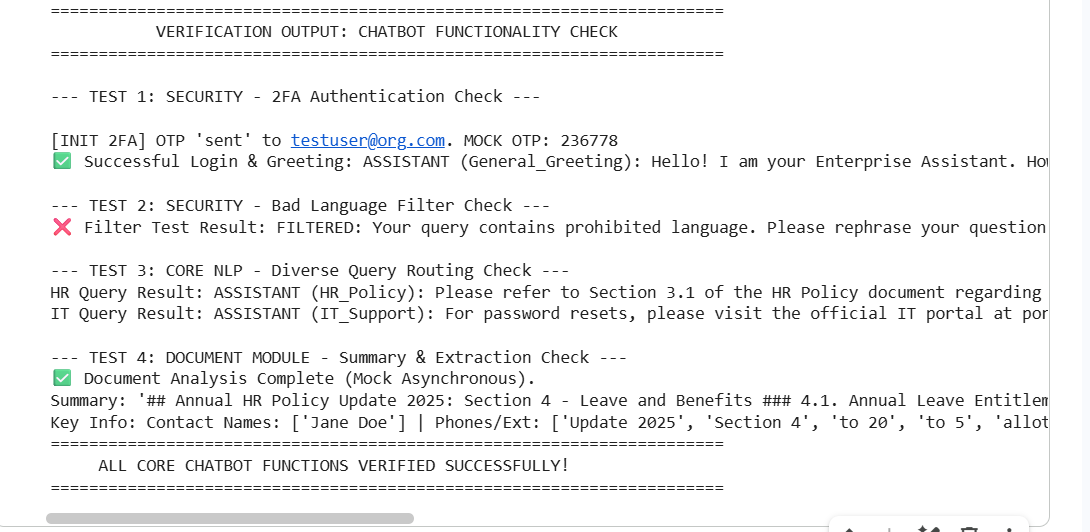 ======================================================================
VERIFICATION OUTPUT: CHATBOT FUNCTIONALITY CHECK
======================================================================
--- TEST 1: SECURITY - 2FA Authentication Check ---
[INIT 2FA] OTP 'sent' to testuser@org.com. MOCK OTP: 236778
✅ Successful Login & Greeting: ASSISTANT (General_Greeting): Hello! I am your Enterprise Assistant. How
--- TEST 2: SECURITY - Bad Language Filter Check ---
❌ Filter Test Result: FILTERED: Your query contains prohibited language. Please rephrase your question
--- TEST 3: CORE NLP - Diverse Query Routing Check ---
HR Query Result: ASSISTANT (HR_Policy): Please refer to Section 3.1 of the HR Policy document regarding
IT Query Result: ASSISTANT (IT_Support): For password resets, please visit the official IT portal at por
--- TEST 4: DOCUMENT MODULE - Summary & Extraction Check ---
✅ Document Analysis Complete (Mock Asynchronous).
Summary: '## Annual HR Policy Update 2025: Section 4 - Leave and Benefits ### 4.1. Annual Leave Entitlem
Key Info: Contact Names: ['Jane Doe'] | Phones/Ext: ['Update 2025', 'Section 4', 'to 20', 'to 5', 'allot
======================================================================
ALL CORE CHATBOT FUNCTIONS VERIFIED SUCCESSFULLY!
======================================================================